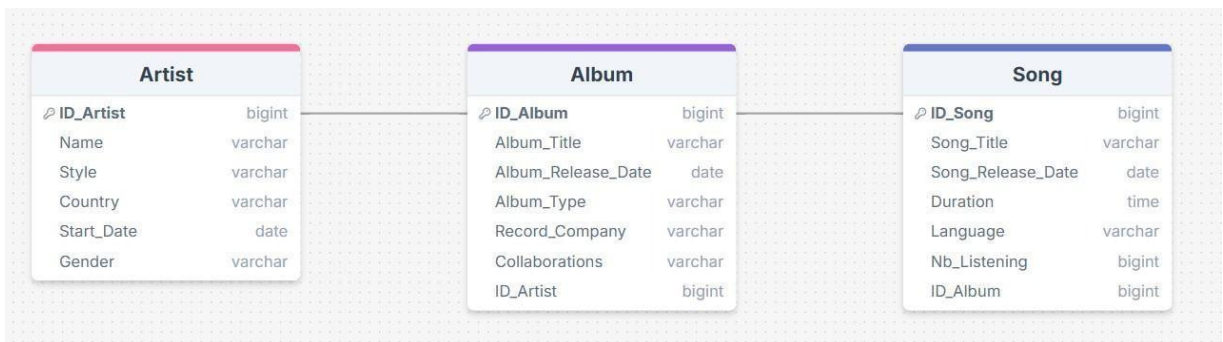 Artist
ID_Artist bigint
Name varchar
Style varchar
Country varchar
Start_Date date
Gender varchar
Album
ID_Album bigint
Album_Title varchar
Album_Release_Date date
Album_Type varchar
Record_Company varchar
Collaborations varchar
ID_Artist bigint
Song
ID_Song bigint
Song_Title varchar
Song_Release_Date date
Duration time
Language varchar
Nb_Listening bigint
ID_Album bigint